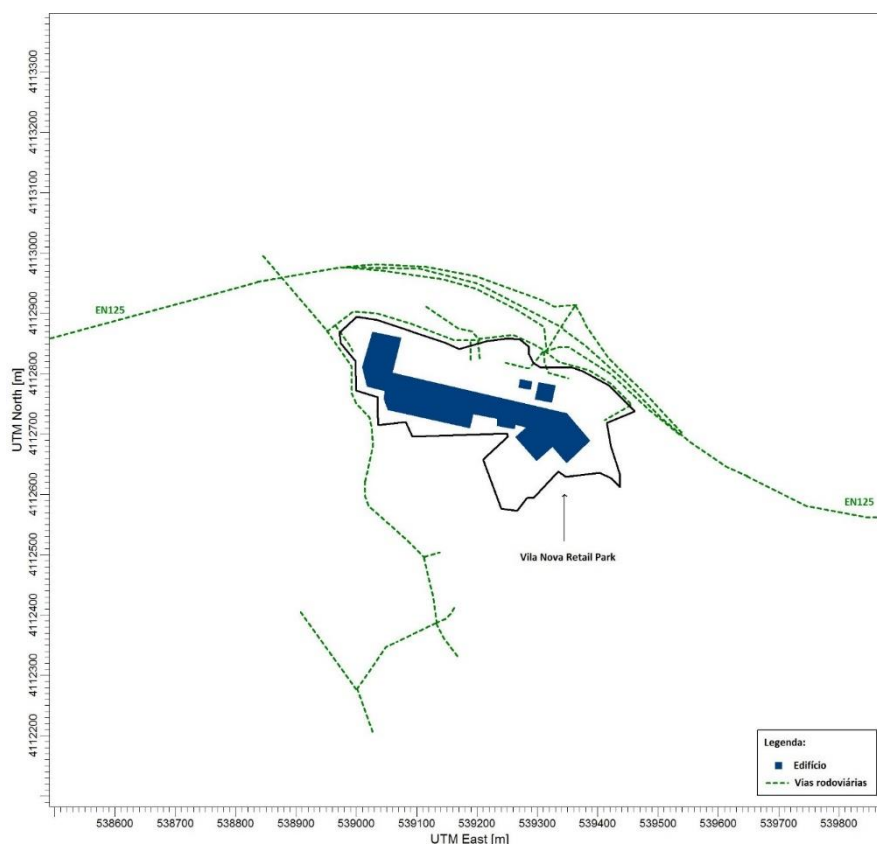 4113300
4113200
4113100
4113000
4112900
4112800
4112700
4112600
4112500
4112400
4112300
4112200
UTM North [m]
EN125
EN125
Vila Nova Retail Park
Legenda:
Edifício
Vias rodoviárias
538600 538700 538800 538900 539000 539100 539200 539300 539400 539500 539600 539700 539800
UTM East [m]